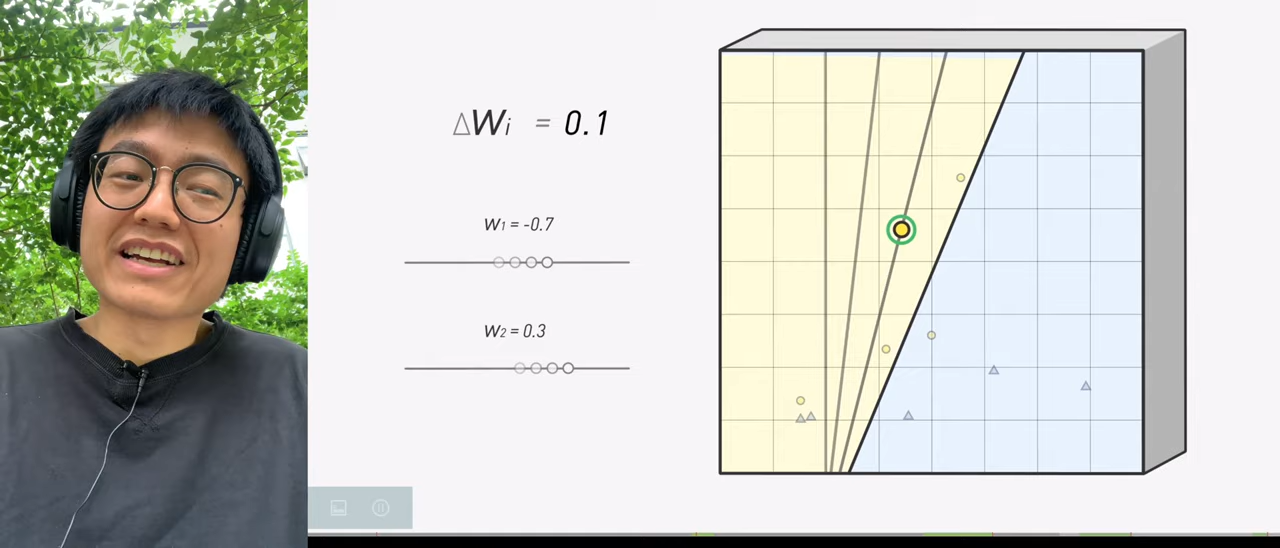 ΔWi = 0.1
W1 = -0.7
W2 = 0.3